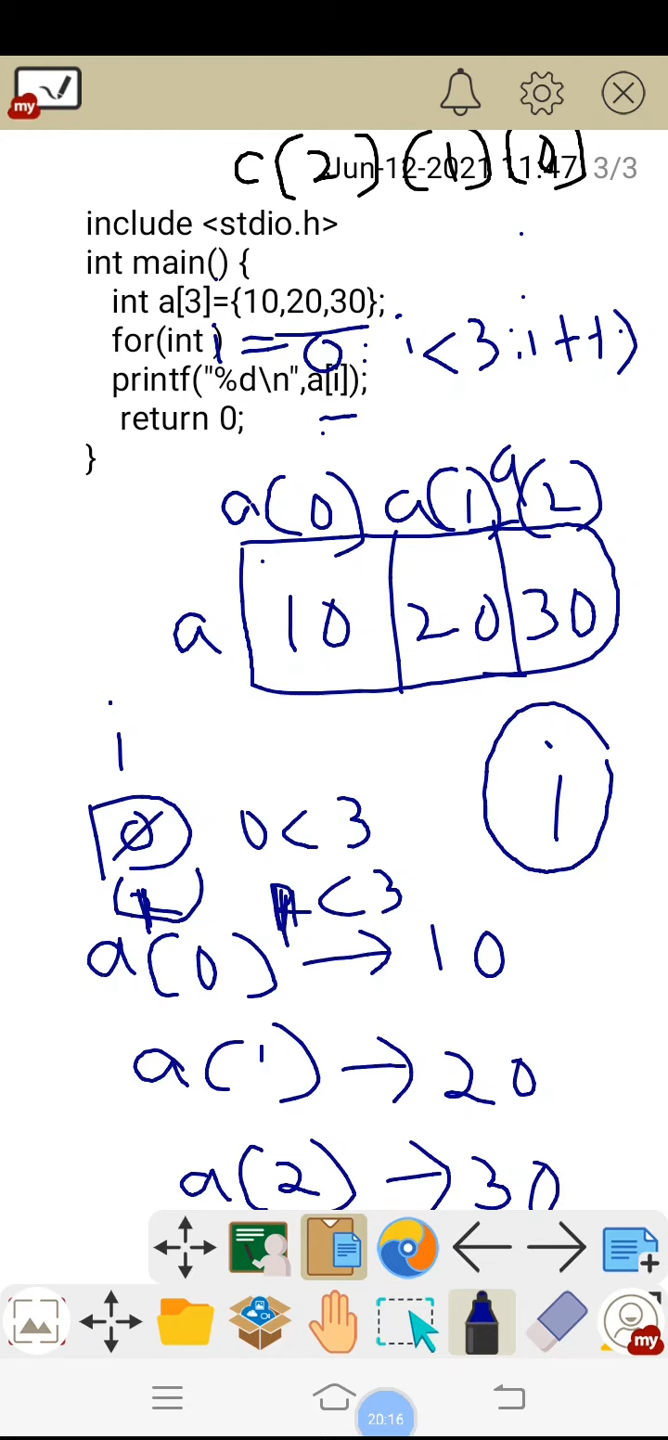 my
c(2)(1)(0)
Jun-12-2021 11:47 3/3
include <stdio.h>
int main() {
int a[3]={10,20,30};
for(int i = 0; i<3;i++)
printf("%d\n",a[i]);
return 0;
}
a(0) a(1) a(2)
a 10 20 30
i i
0 0<3
1 1<3
a(0) → 10
a(1) → 20
a(2) → 30
my
20:16